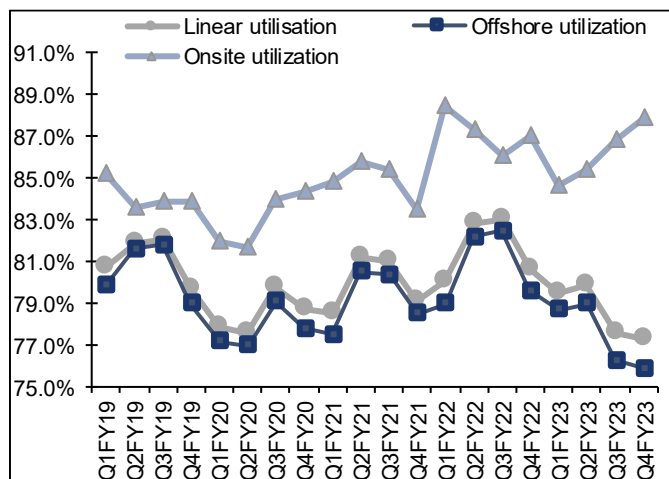 Linear utilisation
Offshore utilization
Onsite utilization
91.0%
89.0%
87.0%
85.0%
83.0%
81.0%
79.0%
77.0%
75.0%
Q1FY19
Q2FY19
Q3FY19
Q4FY19
Q1FY20
Q2FY20
Q3FY20
Q4FY20
Q1FY21
Q2FY21
Q3FY21
Q4FY21
Q1FY22
Q2FY22
Q3FY22
Q4FY22
Q1FY23
Q2FY23
Q3FY23
Q4FY23